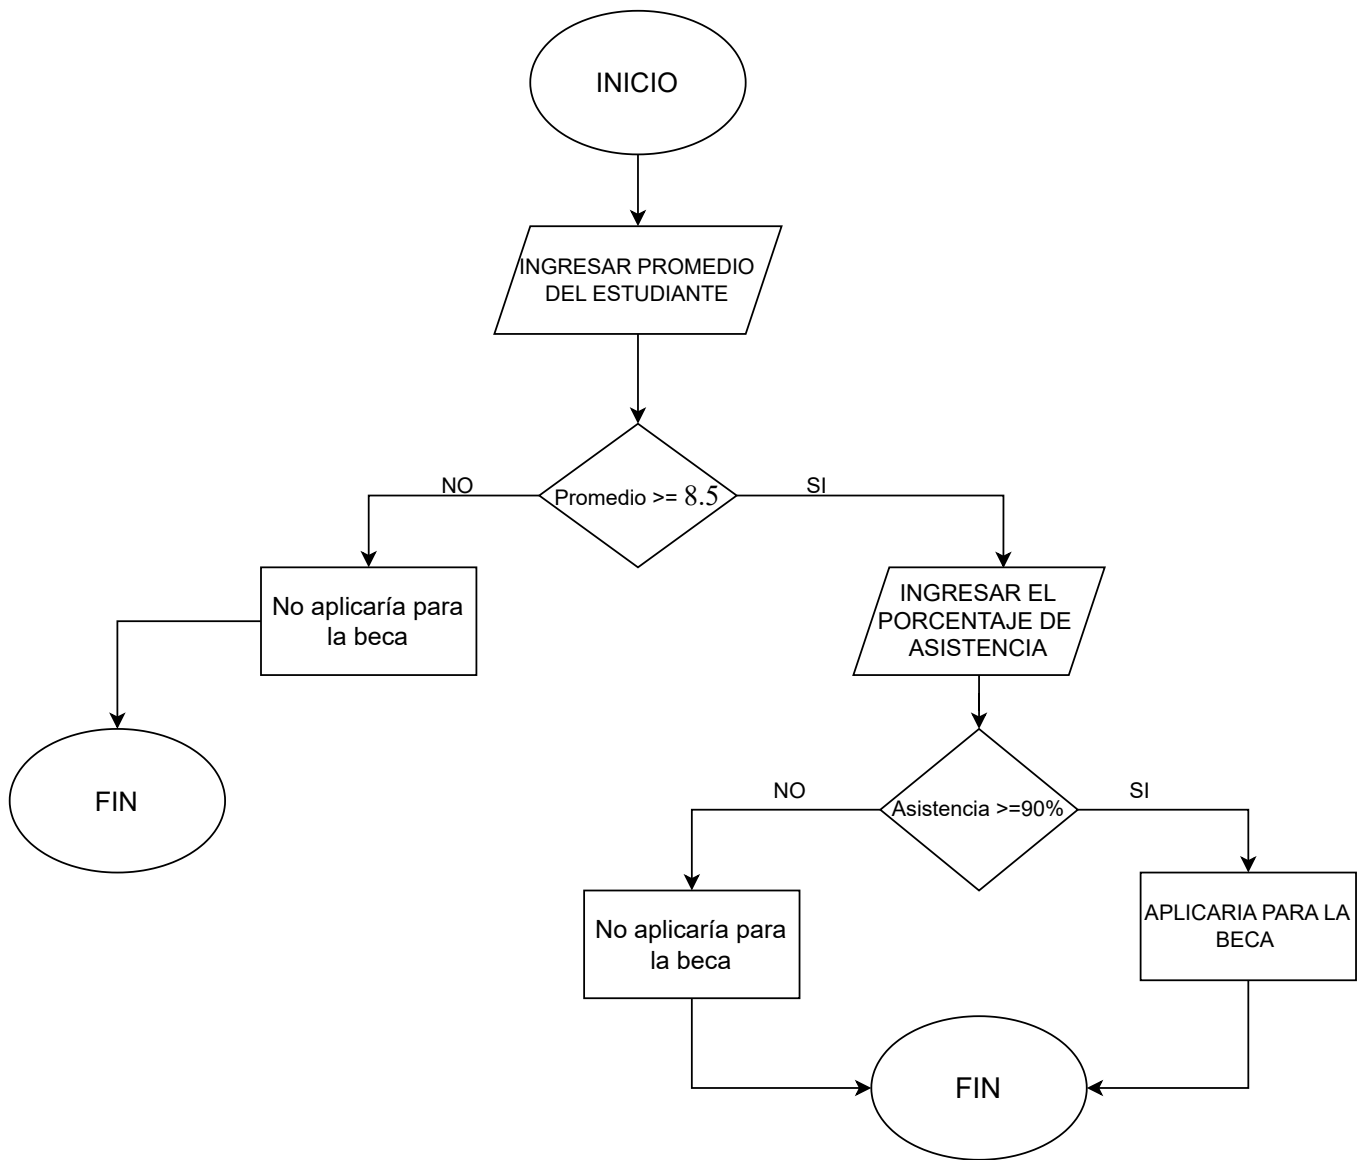 INICIO
INGRESAR PROMEDIO
DEL ESTUDIANTE
Promedio >= 8.5
NO
SI
No aplicaría para
la beca
INGRESAR EL
PORCENTAJE DE
ASISTENCIA
FIN
Asistencia >=90%
NO
SI
No aplicaría para
la beca
APLICARIA PARA LA
BECA
FIN